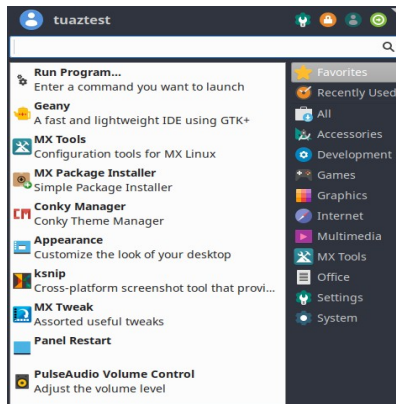 tuaztest
Run Program...
Enter a command you want to launch
Geany
A fast and lightweight IDE using GTK+
MX Tools
Configuration tools for MX Linux
MX Package Installer
Simple Package Installer
Conky Manager
Conky Theme Manager
Appearance
Customize the look of your desktop
ksnip
Cross-platform screenshot tool that provi...
MX Tweak
Assorted useful tweaks
Panel Restart
PulseAudio Volume Control
Adjust the volume level
Favorites
Recently Used
All
Accessories
Development
Games
Graphics
Internet
Multimedia
MX Tools
Office
Settings
System